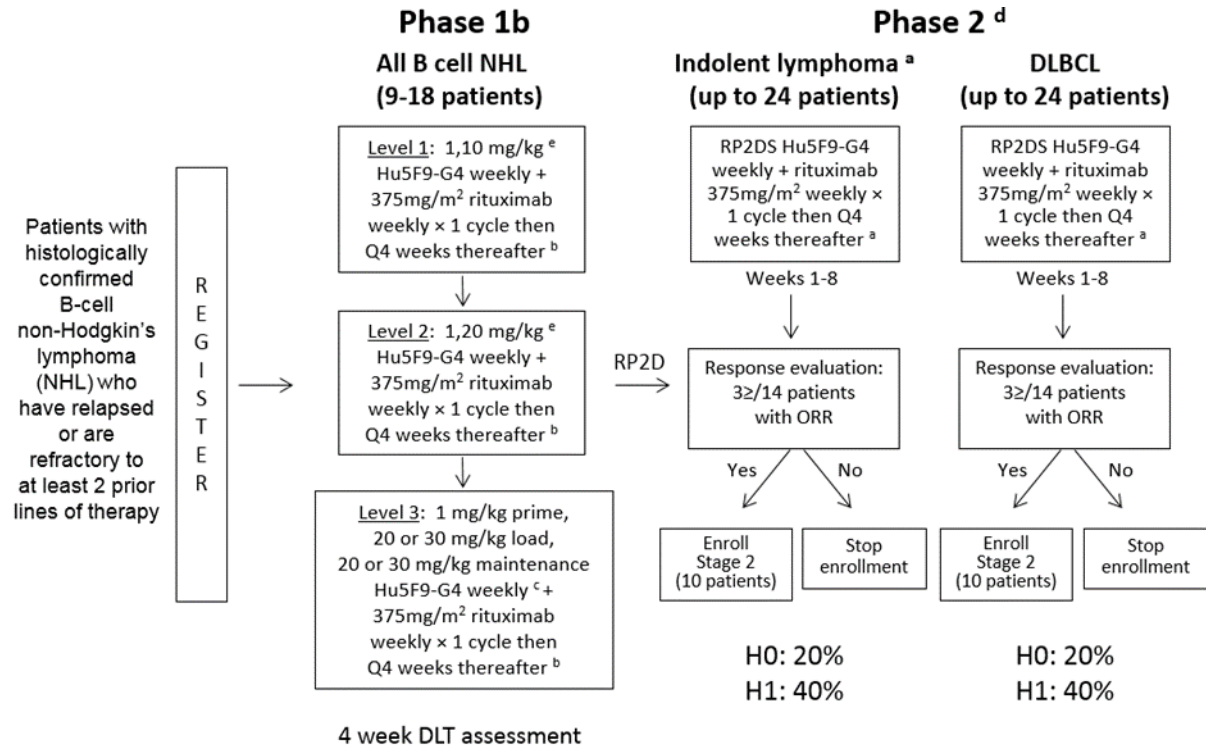 Patients with
histologically
confirmed
B-cell
non-Hodgkin's
lymphoma
(NHL) who
have relapsed
or are
refractory to
at least 2 prior
lines of therapy
R
E
G
I
S
T
E
R
Phase 1b
All B cell NHL
(9-18 patients)
Level 1: 1,10 mg/kg e
Hu5F9-G4 weekly +
375mg/m2 rituximab
weekly × 1 cycle then
Q4 weeks thereafter b
Level 2: 1,20 mg/kg e
Hu5F9-G4 weekly +
375mg/m2 rituximab
weekly × 1 cycle then
Q4 weeks thereafter b
Level 3: 1 mg/kg prime,
20 or 30 mg/kg load,
20 or 30 mg/kg maintenance
Hu5F9-G4 weekly c +
375mg/m2 rituximab
weekly × 1 cycle then
Q4 weeks thereafter b
4 week DLT assessment
RP2D
Phase 2 d
Indolent lymphoma a
(up to 24 patients)
RP2DS Hu5F9-G4
weekly + rituximab
375mg/m2 weekly ×
1 cycle then Q4
weeks thereafter a
Weeks 1-8
Response evaluation:
3≥/14 patients
with ORR
Yes
No
Enroll
Stage 2
(10 patients)
Stop
enrollment
H0: 20%
H1: 40%
DLBCL
(up to 24 patients)
RP2DS Hu5F9-G4
weekly + rituximab
375mg/m2 weekly ×
1 cycle then Q4
weeks thereafter a
Weeks 1-8
Response evaluation:
3≥/14 patients
with ORR
Yes
No
Enroll
Stage 2
(10 patients)
Stop
enrollment
H0: 20%
H1: 40%